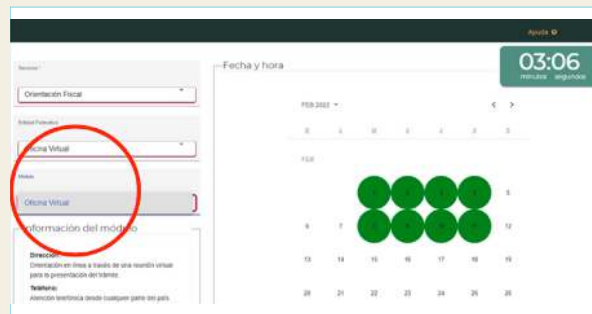 Ayuda
03:06
minutos segundos
Orientación Fiscal
Oficina Virtual
Módulo
Oficina Virtual
Información del módulo
Dirección:
Orientación en línea a través de una reunión virtual
para la presentación del trámite.
Teléfono:
Atención telefónica desde cualquier parte del país
Fecha y hora
FEB 2022
FEB
5
6 7 12
13 14 15 16 17 18 19
20 21 22 23 24 25 26